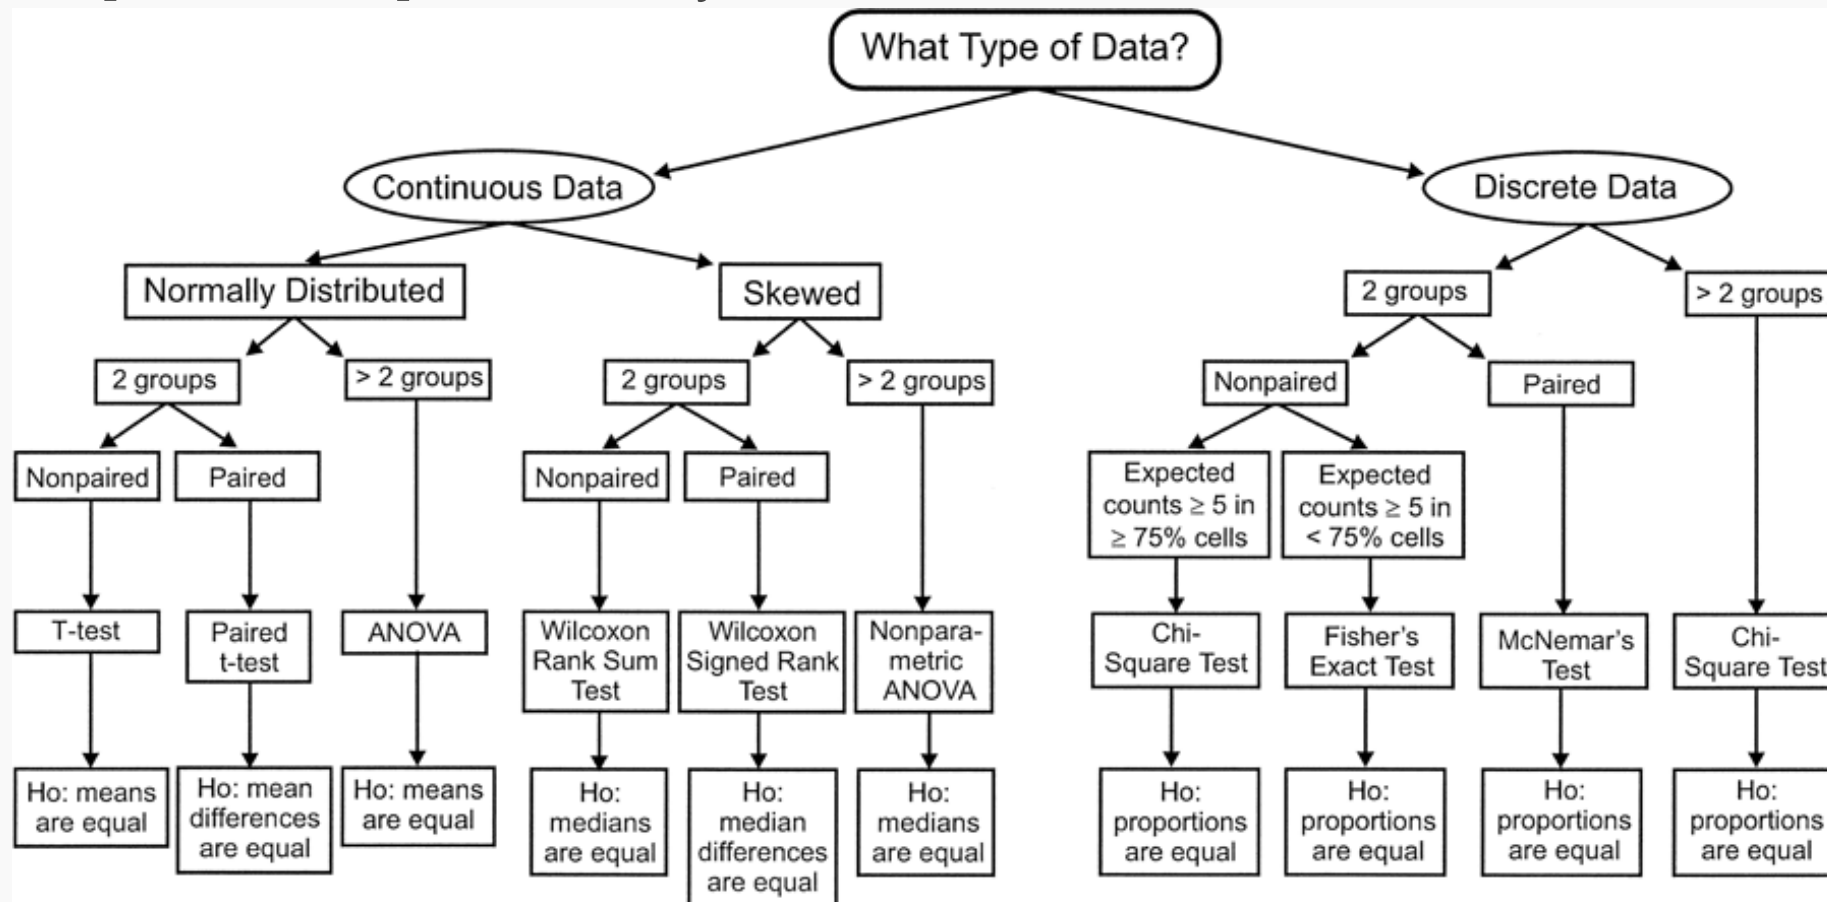 What Type of Data?
Continuous Data
Discrete Data
Normally Distributed
Skewed
2 groups
> 2 groups
2 groups
> 2 groups
2 groups
> 2 groups
Nonpaired
Paired
Nonpaired
Paired
Nonpaired
Paired
Expected
counts ≥ 5 in
≥ 75% cells
Expected
counts ≥ 5 in
< 75% cells
T-test
Paired
t-test
ANOVA
Wilcoxon
Rank Sum
Test
Wilcoxon
Signed Rank
Test
Nonpara-
metric
ANOVA
Chi-
Square Test
Fisher's
Exact Test
McNemar's
Test
Chi-
Square Test
Ho: means
are equal
Ho: mean
differences
are equal
Ho: means
are equal
Ho:
medians
are equal
Ho:
median
differences
are equal
Ho:
medians
are equal
Ho:
proportions
are equal
Ho:
proportions
are equal
Ho:
proportions
are equal
Ho:
proportions
are equal